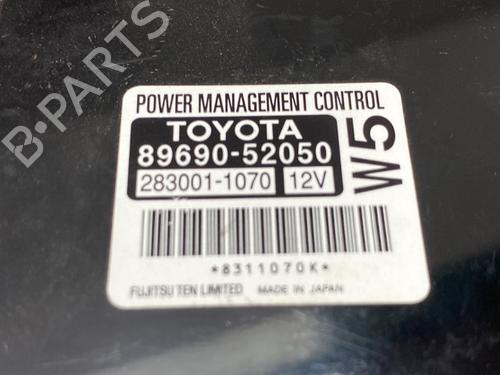 B-PARTS
POWER MANAGEMENT CONTROL
TOYOTA
89690-52050
283001-1070 12V
W5
*8311070K*
FUJITSU TEN LIMITED MADE IN JAPAN